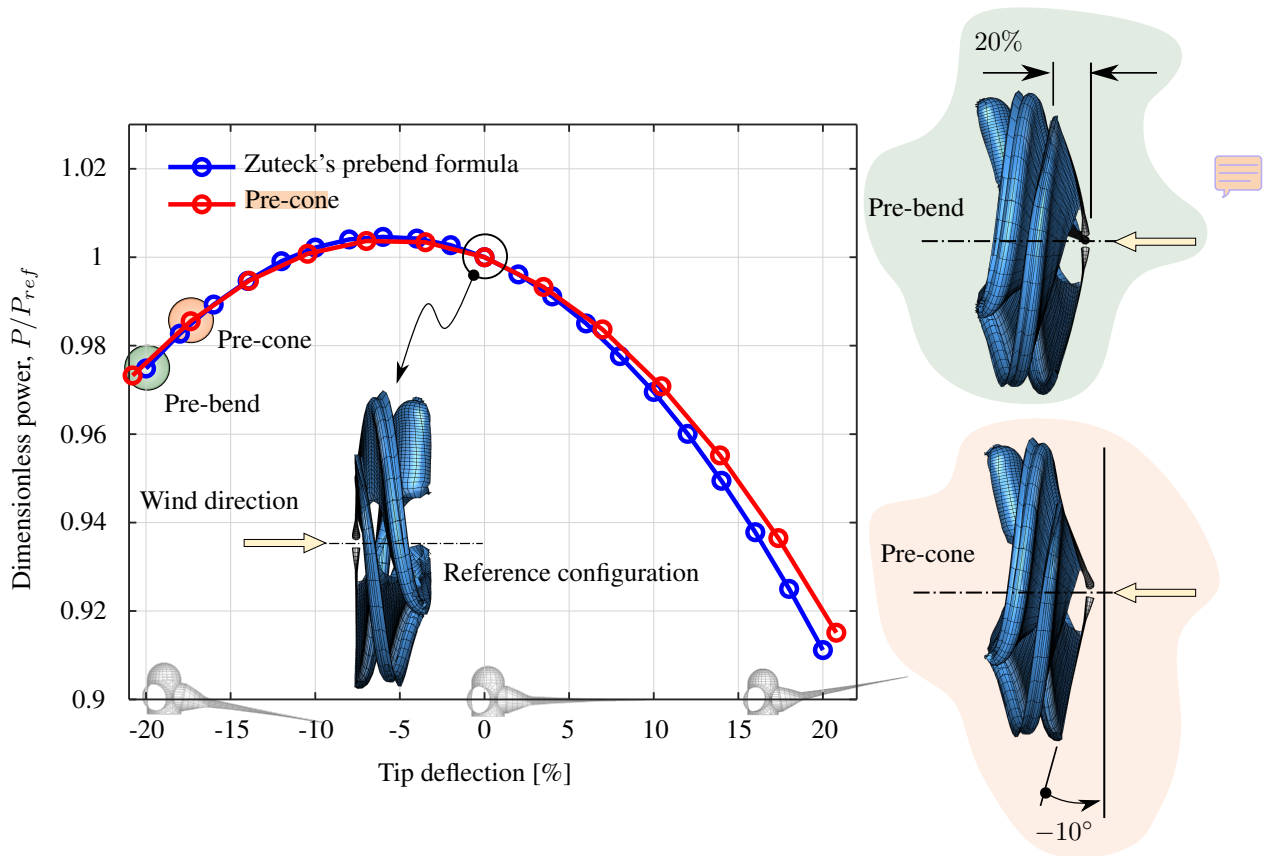 20%
Zuteck's prebend formula
Pre-cone
1.02
1
0.98
0.96
0.94
0.92
0.9
Dimensionless power, P/P_ref
Pre-cone
Pre-bend
Wind direction
Reference configuration
-20 -15 -10 -5 0 5 10 15 20
Tip deflection [%]
Pre-bend
Pre-cone
−10°